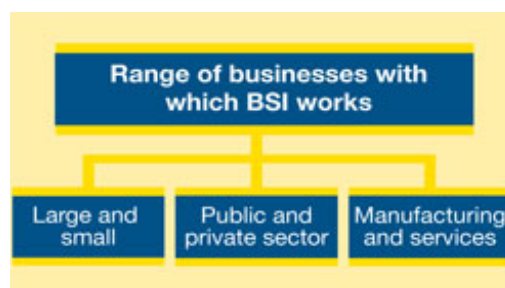 Range of businesses with
which BSI works
Large and
small
Public and
private sector
Manufacturing
and services